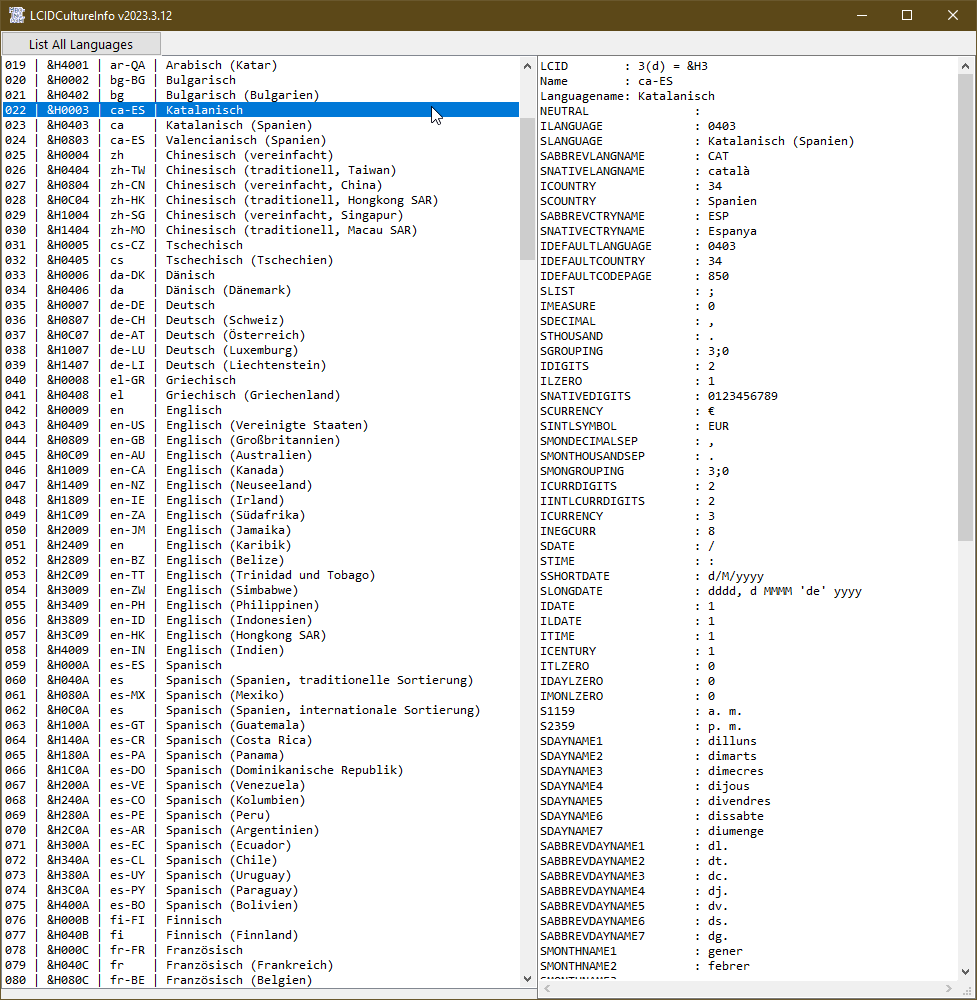 LCIDCultureInfo v2023.3.12
List All Languages
019 | &H4001 | ar-QA | Arabisch (Katar)
020 | &H0002 | bg-BG | Bulgarisch
021 | &H0402 | bg | Bulgarisch (Bulgarien)
022 | &H0003 | ca-ES | Katalanisch
023 | &H0403 | ca | Katalanisch (Spanien)
024 | &H0803 | ca-ES | Valencianisch (Spanien)
025 | &H0004 | zh | Chinesisch (vereinfacht)
026 | &H0404 | zh-TW | Chinesisch (traditionell, Taiwan)
027 | &H0804 | zh-CN | Chinesisch (vereinfacht, China)
028 | &H0C04 | zh-HK | Chinesisch (traditionell, Hongkong SAR)
029 | &H1004 | zh-SG | Chinesisch (vereinfacht, Singapur)
030 | &H1404 | zh-MO | Chinesisch (traditionell, Macau SAR)
031 | &H0005 | cs-CZ | Tschechisch
032 | &H0405 | cs | Tschechisch (Tschechien)
033 | &H0006 | da-DK | Dänisch
034 | &H0406 | da | Dänisch (Dänemark)
035 | &H0007 | de-DE | Deutsch
036 | &H0807 | de-CH | Deutsch (Schweiz)
037 | &H0C07 | de-AT | Deutsch (Österreich)
038 | &H1007 | de-LU | Deutsch (Luxemburg)
039 | &H1407 | de-LI | Deutsch (Liechtenstein)
040 | &H0008 | el-GR | Griechisch
041 | &H0408 | el | Griechisch (Griechenland)
042 | &H0009 | en | Englisch
043 | &H0409 | en-US | Englisch (Vereinigte Staaten)
044 | &H0809 | en-GB | Englisch (Großbritannien)
045 | &H0C09 | en-AU | Englisch (Australien)
046 | &H1009 | en-CA | Englisch (Kanada)
047 | &H1409 | en-NZ | Englisch (Neuseeland)
048 | &H1809 | en-IE | Englisch (Irland)
049 | &H1C09 | en-ZA | Englisch (Südafrika)
050 | &H2009 | en-JM | Englisch (Jamaika)
051 | &H2409 | en | Englisch (Karibik)
052 | &H2809 | en-BZ | Englisch (Belize)
053 | &H2C09 | en-TT | Englisch (Trinidad und Tobago)
054 | &H3009 | en-ZW | Englisch (Simbabwe)
055 | &H3409 | en-PH | Englisch (Philippinen)
056 | &H3809 | en-ID | Englisch (Indonesien)
057 | &H3C09 | en-HK | Englisch (Hongkong SAR)
058 | &H4009 | en-IN | Englisch (Indien)
059 | &H000A | es-ES | Spanisch
060 | &H040A | es | Spanisch (Spanien, traditionelle Sortierung)
061 | &H080A | es-MX | Spanisch (Mexiko)
062 | &H0C0A | es | Spanisch (Spanien, internationale Sortierung)
063 | &H100A | es-GT | Spanisch (Guatemala)
064 | &H140A | es-CR | Spanisch (Costa Rica)
065 | &H180A | es-PA | Spanisch (Panama)
066 | &H1C0A | es-DO | Spanisch (Dominikanische Republik)
067 | &H200A | es-VE | Spanisch (Venezuela)
068 | &H240A | es-CO | Spanisch (Kolumbien)
069 | &H280A | es-PE | Spanisch (Peru)
070 | &H2C0A | es-AR | Spanisch (Argentinien)
071 | &H300A | es-EC | Spanisch (Ecuador)
072 | &H340A | es-CL | Spanisch (Chile)
073 | &H380A | es-UY | Spanisch (Uruguay)
074 | &H3C0A | es-PY | Spanisch (Paraguay)
075 | &H400A | es-BO | Spanisch (Bolivien)
076 | &H000B | fi-FI | Finnisch
077 | &H040B | fi | Finnisch (Finnland)
078 | &H000C | fr-FR | Französisch
079 | &H040C | fr | Französisch (Frankreich)
080 | &H080C | fr-BE | Französisch (Belgien)
LCID : 3(d) = &H3
Name : ca-ES
Languagename: Katalanisch
NEUTRAL :
ILANGUAGE : 0403
SLANGUAGE : Katalanisch (Spanien)
SABBREVLANGNAME : CAT
SNATIVELANGNAME : català
ICOUNTRY : 34
SCOUNTRY : Spanien
SABBREVCTRYNAME : ESP
SNATIVECTRYNAME : Espanya
IDEFAULTLANGUAGE : 0403
IDEFAULTCOUNTRY : 34
IDEFAULTCODEPAGE : 850
SLIST : ;
IMEASURE : 0
SDECIMAL : ,
STHOUSAND : .
SGROUPING : 3;0
IDIGITS : 2
ILZERO : 1
SNATIVEDIGITS : 0123456789
SCURRENCY : €
SINTLSYMBOL : EUR
SMONDECIMALSEP : ,
SMONTHOUSANDSEP : .
SMONGROUPING : 3;0
ICURRDIGITS : 2
IINTLCURRDIGITS : 2
ICURRENCY : 3
INEGCURR : 8
SDATE : /
STIME : :
SSHORTDATE : d/M/yyyy
SLONGDATE : dddd, d MMMM 'de' yyyy
IDATE : 1
ILDATE : 1
ITIME : 1
ICENTURY : 1
ITLZERO : 0
IDAYLZERO : 0
IMONLZERO : 0
S1159 : a. m.
S2359 : p. m.
SDAYNAME1 : dilluns
SDAYNAME2 : dimarts
SDAYNAME3 : dimecres
SDAYNAME4 : dijous
SDAYNAME5 : divendres
SDAYNAME6 : dissabte
SDAYNAME7 : diumenge
SABBREVDAYNAME1 : dl.
SABBREVDAYNAME2 : dt.
SABBREVDAYNAME3 : dc.
SABBREVDAYNAME4 : dj.
SABBREVDAYNAME5 : dv.
SABBREVDAYNAME6 : ds.
SABBREVDAYNAME7 : dg.
SMONTHNAME1 : gener
SMONTHNAME2 : febrer